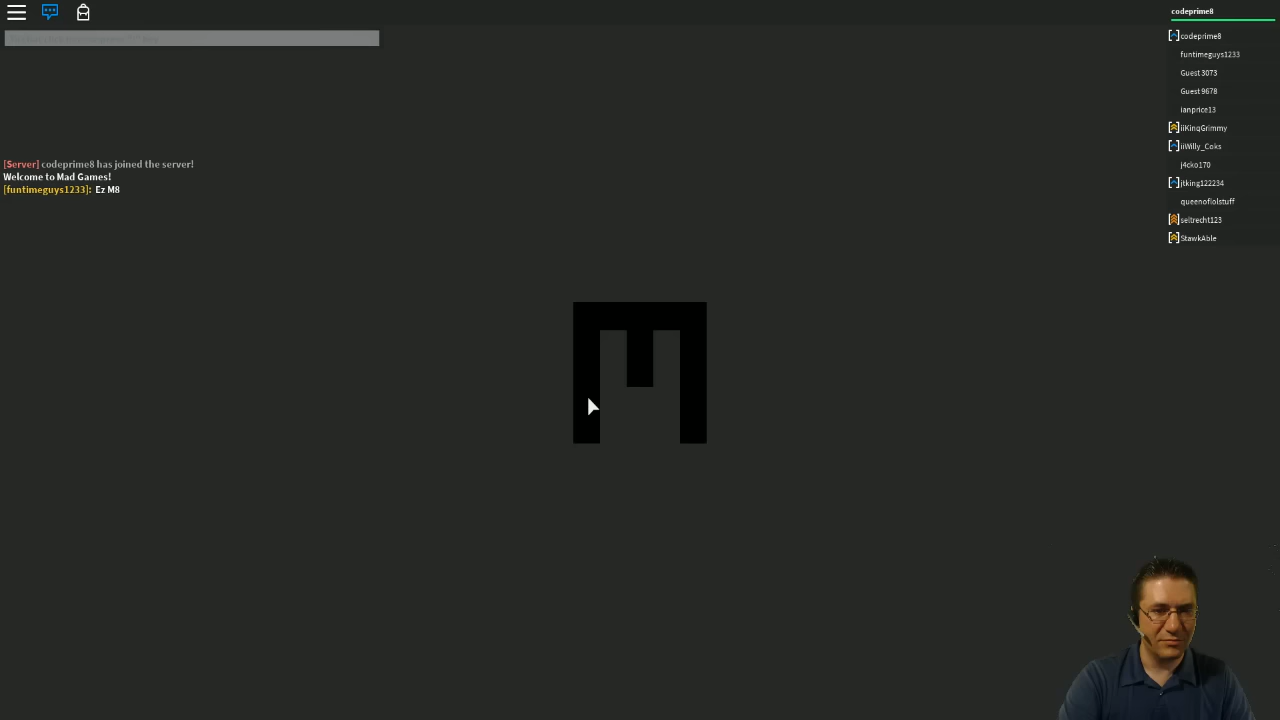 codeprime8
codeprime8
funtimeguys1233
Guest 3073
Guest 9678
ianprice13
iiKingGrimmy
iiWilly_Coks
j4cko170
jtking122234
queenoflolstuff
seltrecht123
StawkAble
[Server] codeprime8 has joined the server!
Welcome to Mad Games!
[funtimeguys1233]: Ez M8
M